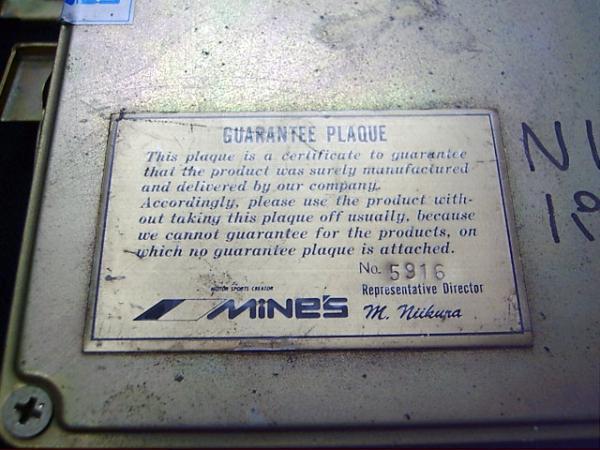 GUARANTEE PLAQUE
This plaque is a certificate to guarantee
that the product was surely manufactured
and delivered by our company.
Accordingly, please use the product with-
out taking this plaque off usually, because
we cannot guarantee for the products, on
which no guarantee plaque is attached.
No. 5916
Representative Director
MOTOR SPORTS CREATOR
MiNE'S
M. Niikura